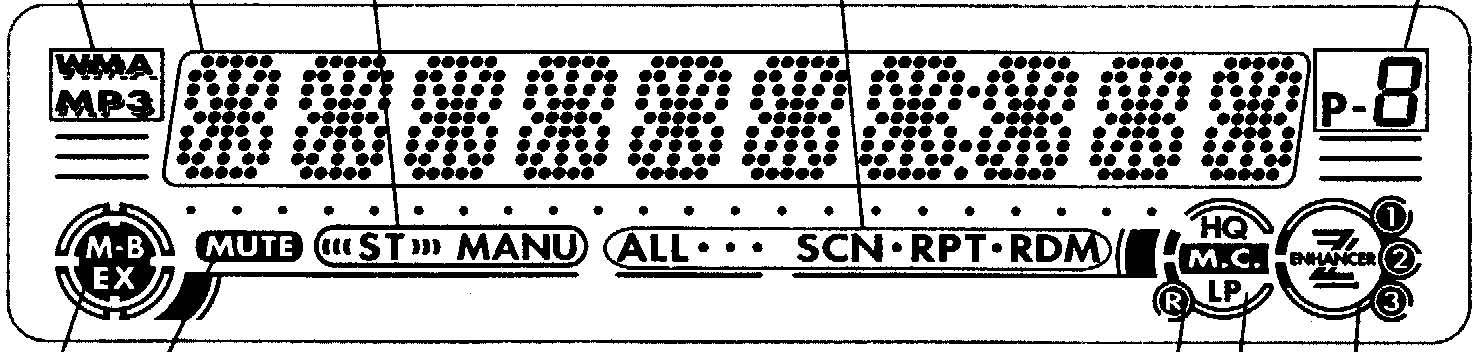 WMA
MP3
P-8
M-B
EX
MUTE
ST MANU
ALL··· SCN·RPT·RDM
HQ
M.C.
LP
R
Z
ENHANCER
1
2
3